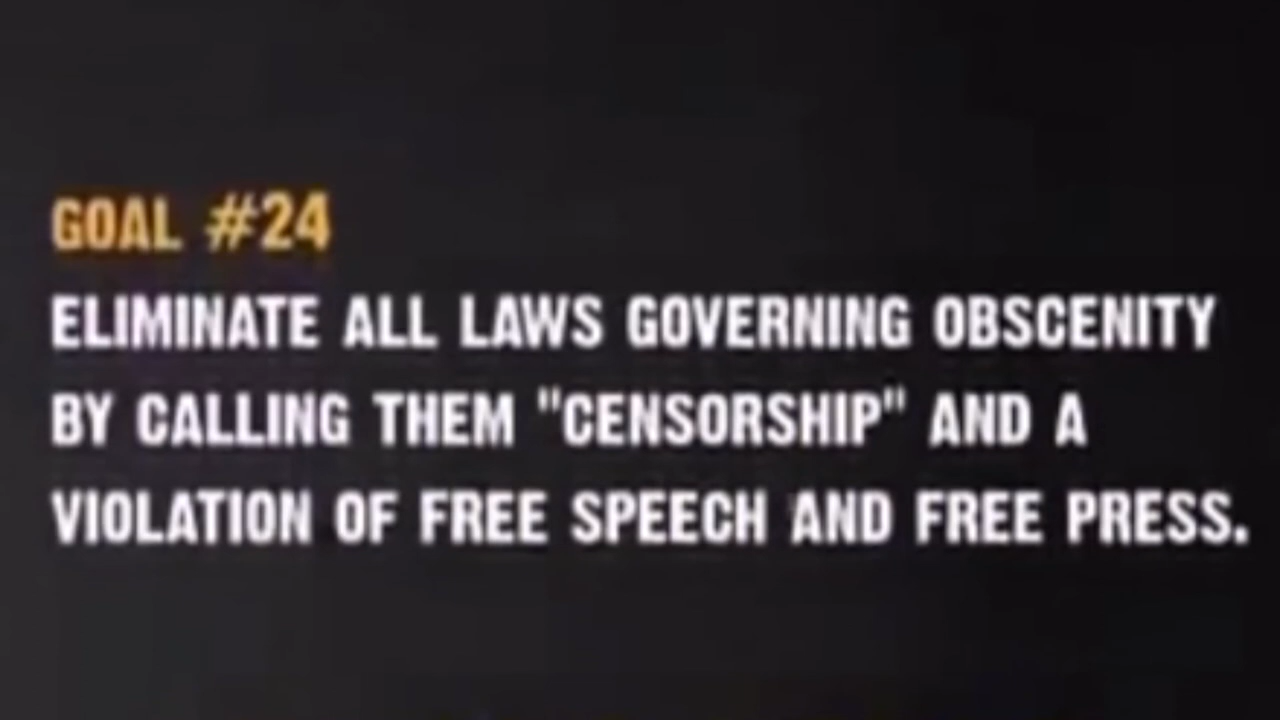 GOAL #24
ELIMINATE ALL LAWS GOVERNING OBSCENITY
BY CALLING THEM "CENSORSHIP" AND A
VIOLATION OF FREE SPEECH AND FREE PRESS.